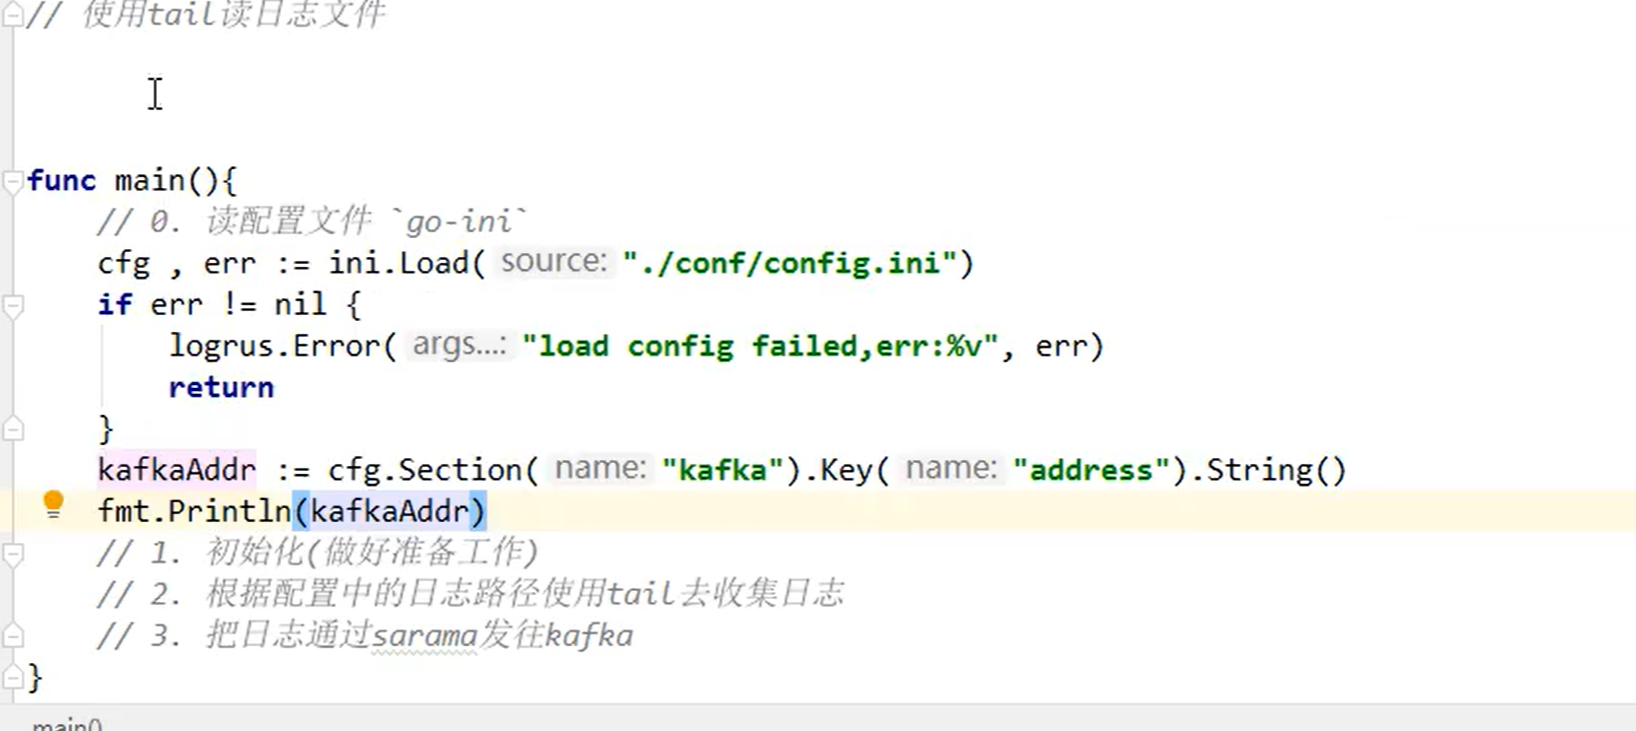 // 使用tail读日志文件
func main(){
// 0. 读配置文件 `go-ini`
cfg , err := ini.Load( source: "./conf/config.ini")
if err != nil {
logrus.Error( args...: "load config failed,err:%v", err)
return
}
kafkaAddr := cfg.Section( name: "kafka").Key( name: "address").String()
fmt.Println(kafkaAddr)
// 1. 初始化(做好准备工作)
// 2. 根据配置中的日志路径使用tail去收集日志
// 3. 把日志通过sarama发往kafka
}
main()